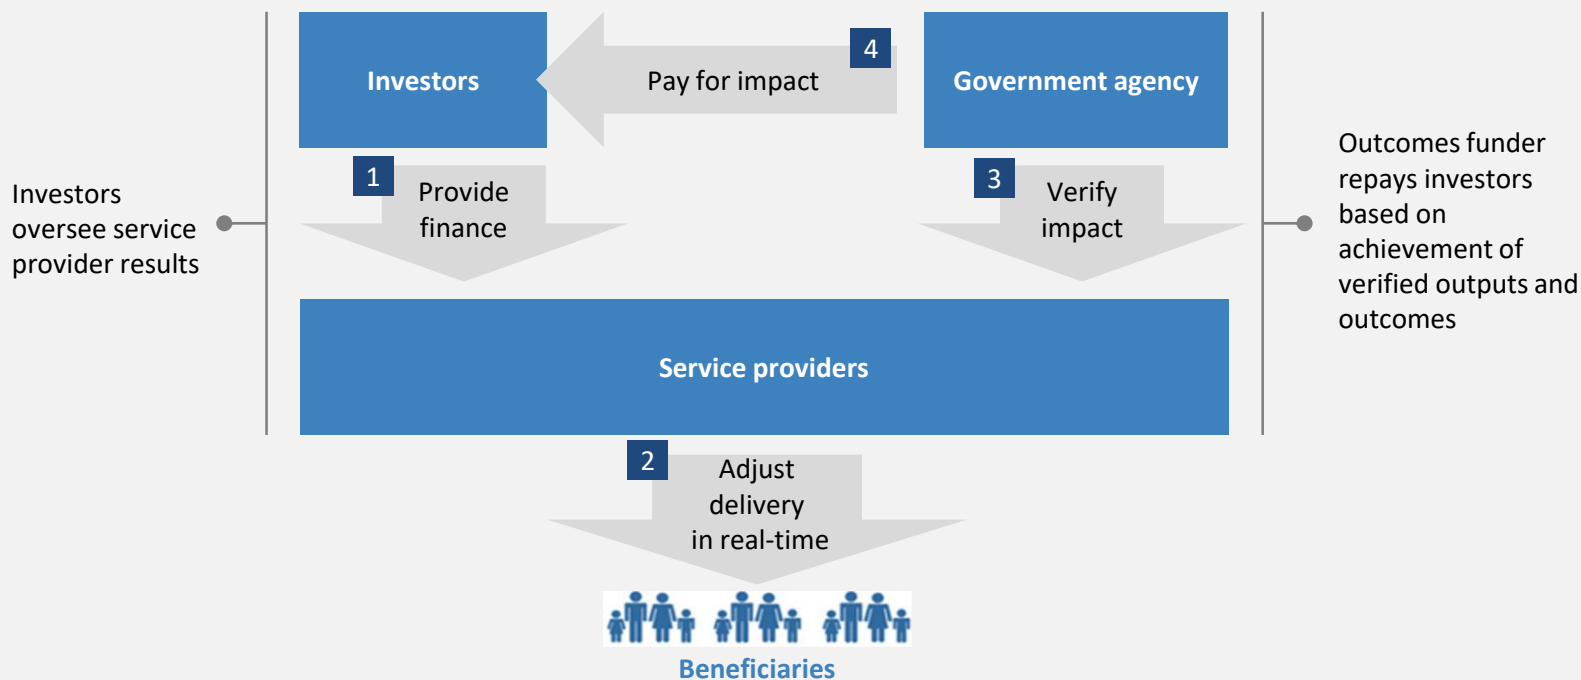 Investors
4
Pay for impact
Government agency
1
Provide
finance
3
Verify
impact
Investors
oversee service
provider results
Outcomes funder
repays investors
based on
achievement of
verified outputs and
outcomes
Service providers
2
Adjust
delivery
in real-time
Beneficiaries